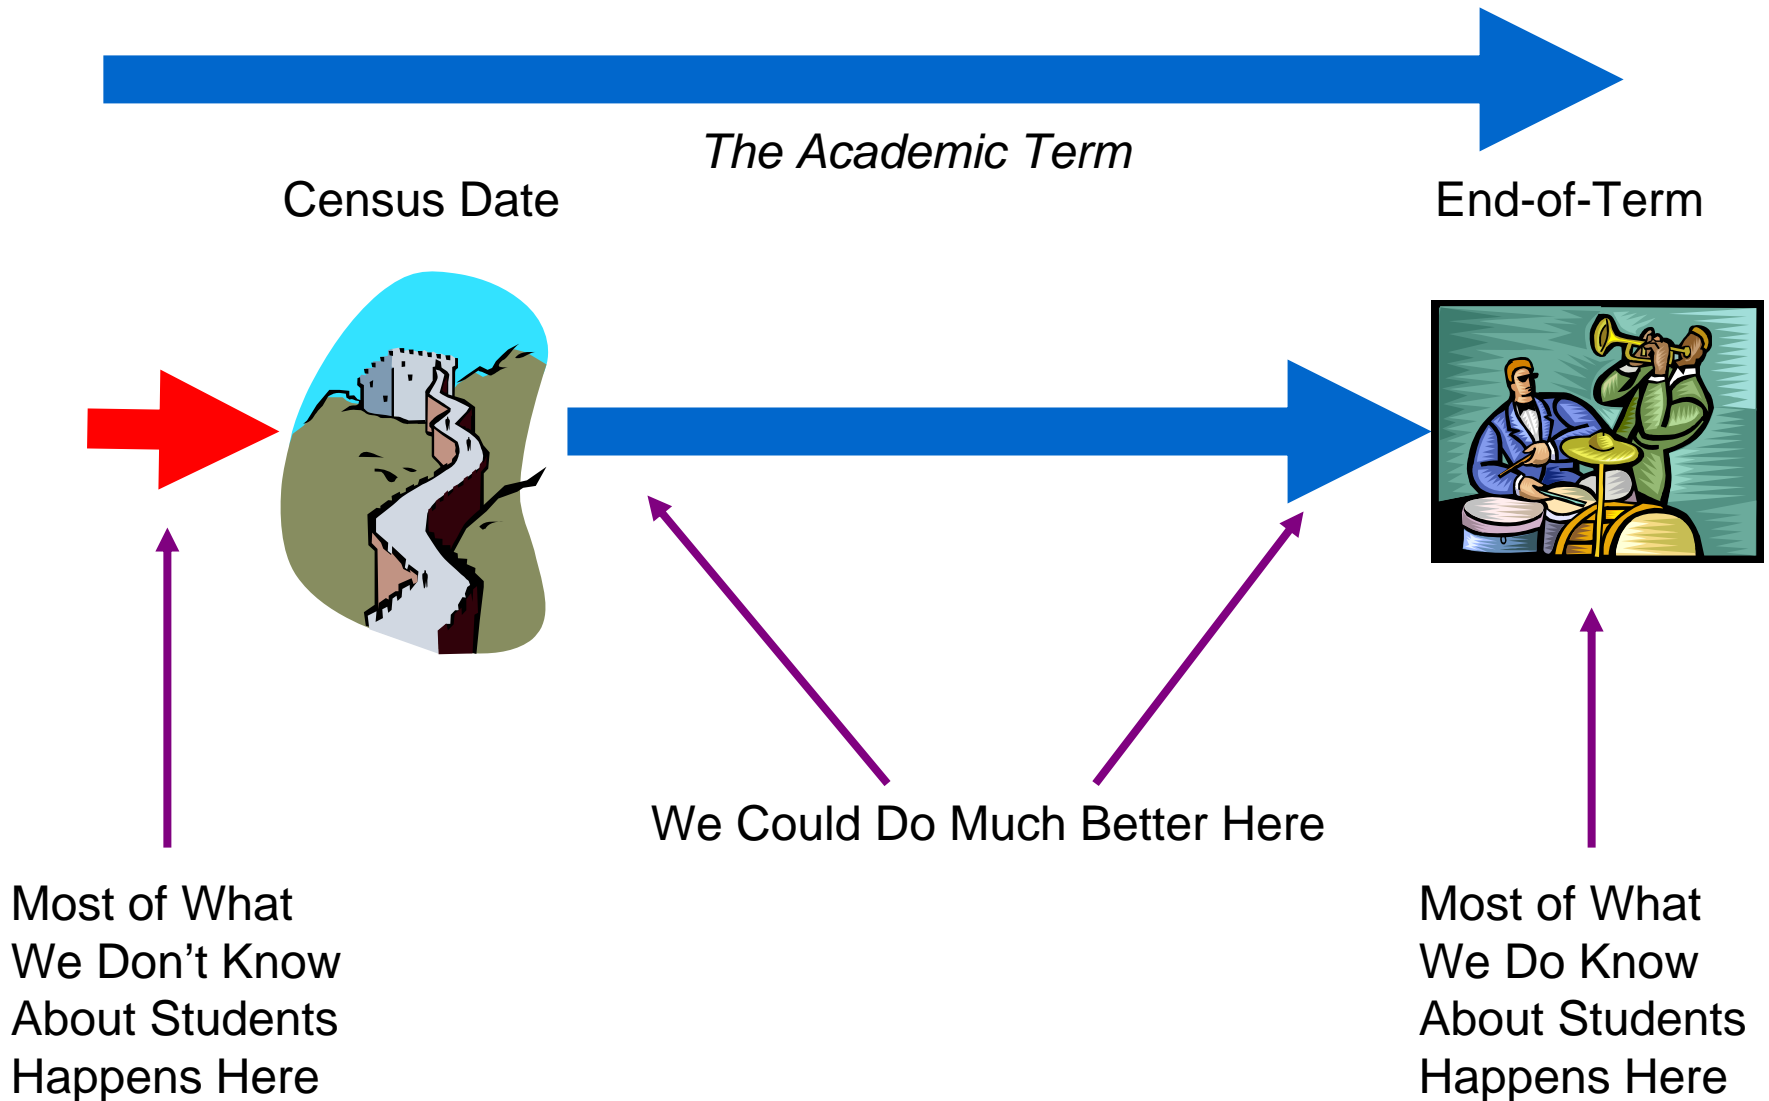 The Academic Term
Census Date
End-of-Term
We Could Do Much Better Here
Most of What
We Don’t Know
About Students
Happens Here
Most of What
We Do Know
About Students
Happens Here